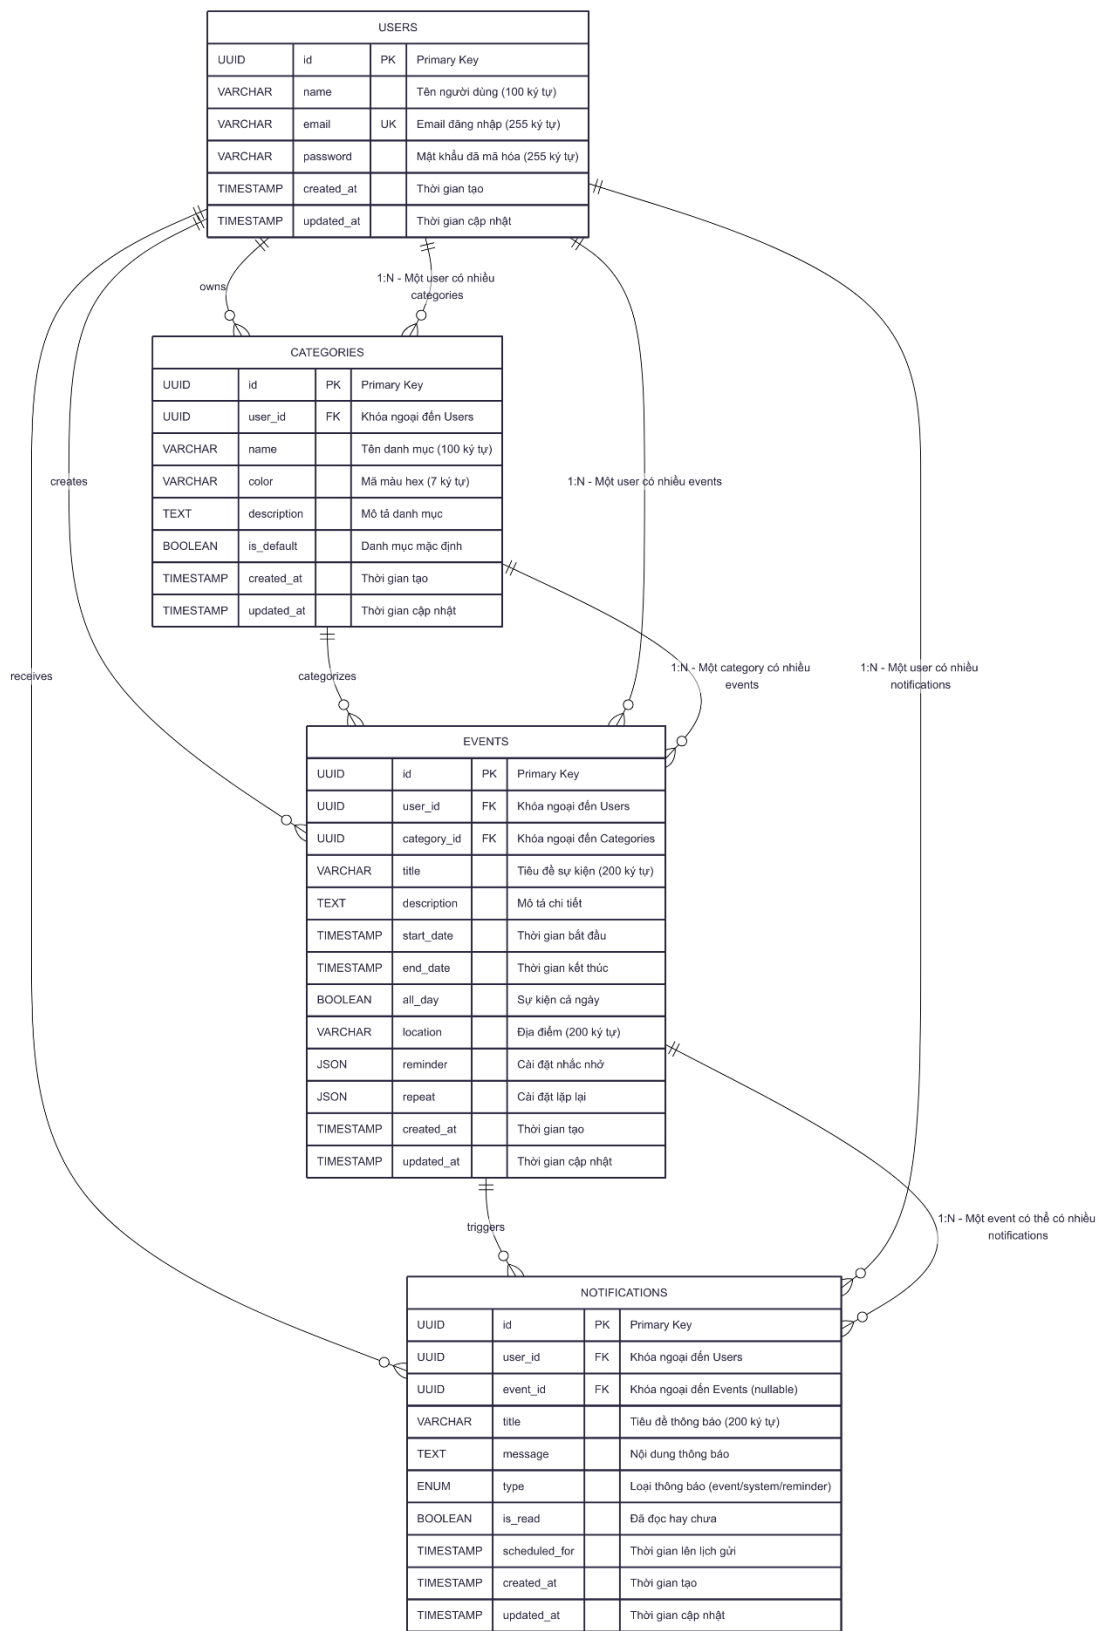 USERS
UUID id PK Primary Key
VARCHAR name Tên người dùng (100 ký tự)
VARCHAR email UK Email đăng nhập (255 ký tự)
VARCHAR password Mật khẩu đã mã hóa (255 ký tự)
TIMESTAMP created_at Thời gian tạo
TIMESTAMP updated_at Thời gian cập nhật
owns
1:N - Một user có nhiều
categories
CATEGORIES
UUID id PK Primary Key
UUID user_id FK Khóa ngoại đến Users
VARCHAR name Tên danh mục (100 ký tự)
VARCHAR color Mã màu hex (7 ký tự)
TEXT description Mô tả danh mục
BOOLEAN is_default Danh mục mặc định
TIMESTAMP created_at Thời gian tạo
TIMESTAMP updated_at Thời gian cập nhật
creates
1:N - Một user có nhiều events
receives
categorizes
1:N - Một category có nhiều
events
1:N - Một user có nhiều
notifications
EVENTS
UUID id PK Primary Key
UUID user_id FK Khóa ngoại đến Users
UUID category_id FK Khóa ngoại đến Categories
VARCHAR title Tiêu đề sự kiện (200 ký tự)
TEXT description Mô tả chi tiết
TIMESTAMP start_date Thời gian bắt đầu
TIMESTAMP end_date Thời gian kết thúc
BOOLEAN all_day Sự kiện cả ngày
VARCHAR location Địa điểm (200 ký tự)
JSON reminder Cài đặt nhắc nhở
JSON repeat Cài đặt lặp lại
TIMESTAMP created_at Thời gian tạo
TIMESTAMP updated_at Thời gian cập nhật
triggers
1:N - Một event có thể có nhiều
notifications
NOTIFICATIONS
UUID id PK Primary Key
UUID user_id FK Khóa ngoại đến Users
UUID event_id FK Khóa ngoại đến Events (nullable)
VARCHAR title Tiêu đề thông báo (200 ký tự)
TEXT message Nội dung thông báo
ENUM type Loại thông báo (event/system/reminder)
BOOLEAN is_read Đã đọc hay chưa
TIMESTAMP scheduled_for Thời gian lên lịch gửi
TIMESTAMP created_at Thời gian tạo
TIMESTAMP updated_at Thời gian cập nhật